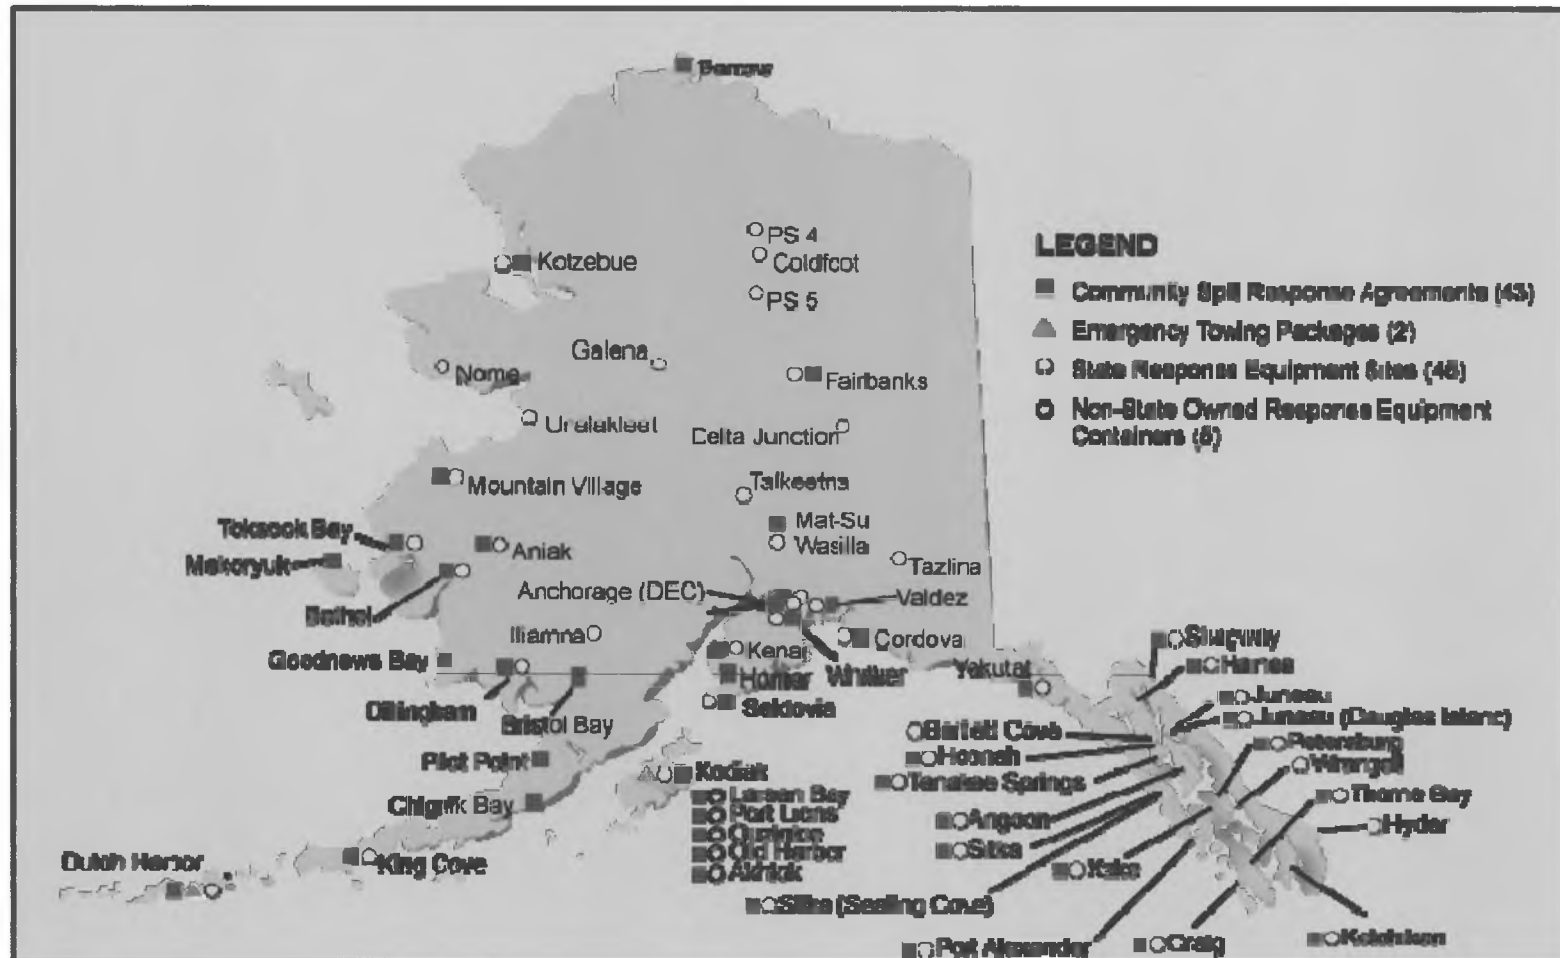 Barrow
PS 4
Coldfoot
Kotzebue
PS 5
LEGEND
Community Spill Response Agreements (43)
Emergency Towing Packages (2)
State Response Equipment Sites (45)
Non-State Owned Response Equipment
Containers (5)
Galena
Nome
Fairbanks
Unalakleet
Delta Junction
Talkeetna
Mountain Village
Mat-Su
Toksook Bay
Wasilla
Aniak
Mekoryuk
Tazlina
Anchorage (DEC)
Valdez
Bethel
Iliamna
Kenai
Cordova
Skagway
Goodnews Bay
Homer
Whittier
Yakutat
Haines
Dillingham
Seldovia
Juneau
Bristol Bay
Juneau (Douglas Island)
Bartlett Cove
Petersburg
Hoonah
Pilot Point
Kodiak
Wrangell
Tenakee Springs
Larsen Bay
Thorne Bay
Chignik Bay
Port Lions
Angoon
Hyder
Ouzinkie
Old Harbor
Sitka
Dutch Harbor
King Cove
Akhiok
Kake
Sitka (Sealing Cove)
Port Alexander
Craig
Ketchikan